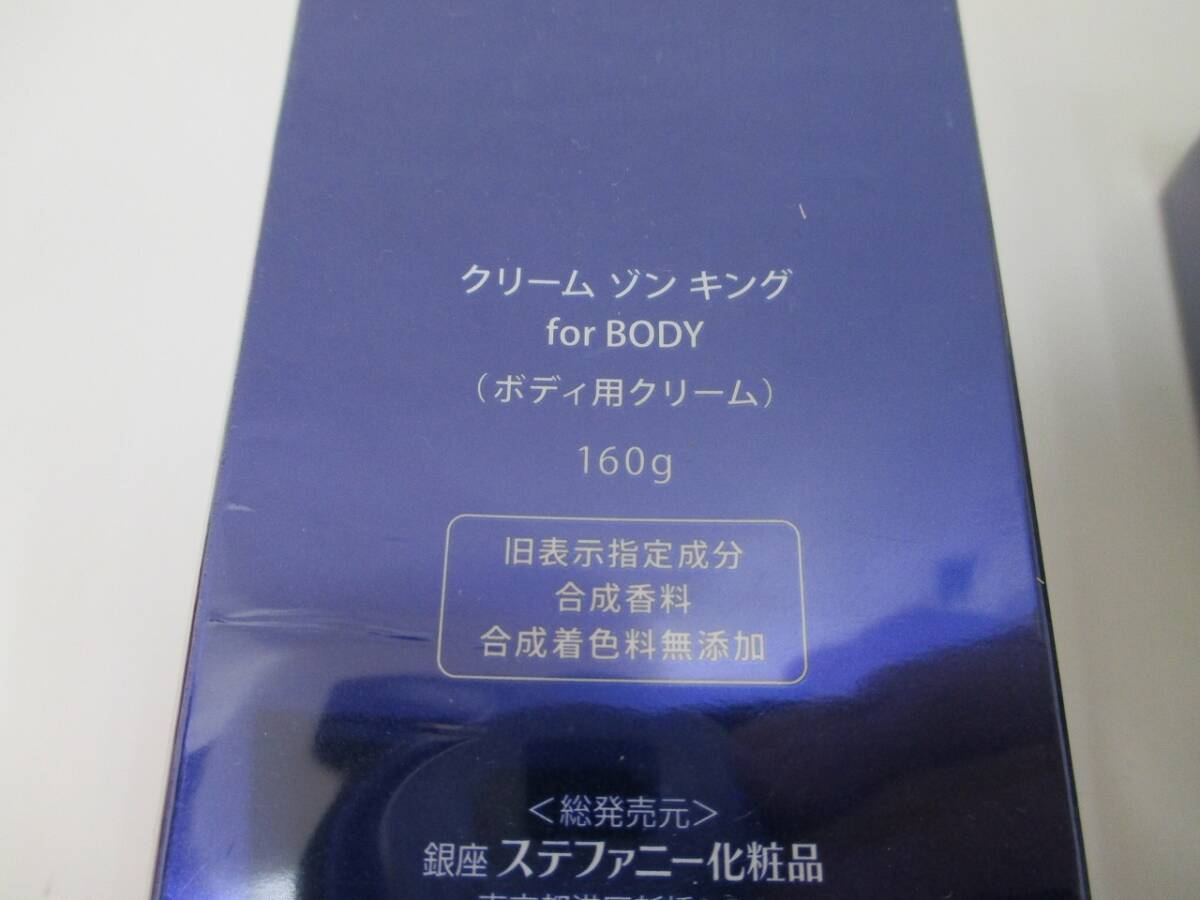 クリーム ゾン キング
for BODY
（ボディ用クリーム）
160g
旧表示指定成分
合成香料
合成着色料無添加
＜総発売元＞
銀座 ステファニー化粧品